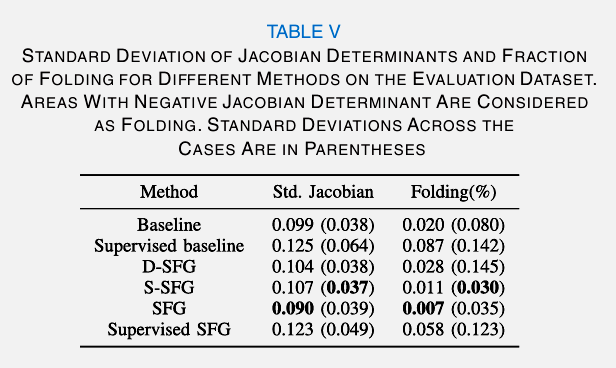 TABLE V
STANDARD DEVIATION OF JACOBIAN DETERMINANTS AND FRACTION
OF FOLDING FOR DIFFERENT METHODS ON THE EVALUATION DATASET.
AREAS WITH NEGATIVE JACOBIAN DETERMINANT ARE CONSIDERED
AS FOLDING. STANDARD DEVIATIONS ACROSS THE
CASES ARE IN PARENTHESES
Method Std. Jacobian Folding(%)
Baseline 0.099 (0.038) 0.020 (0.080)
Supervised baseline 0.125 (0.064) 0.087 (0.142)
D-SFG 0.104 (0.038) 0.028 (0.145)
S-SFG 0.107 (0.037) 0.011 (0.030)
SFG 0.090 (0.039) 0.007 (0.035)
Supervised SFG 0.123 (0.049) 0.058 (0.123)